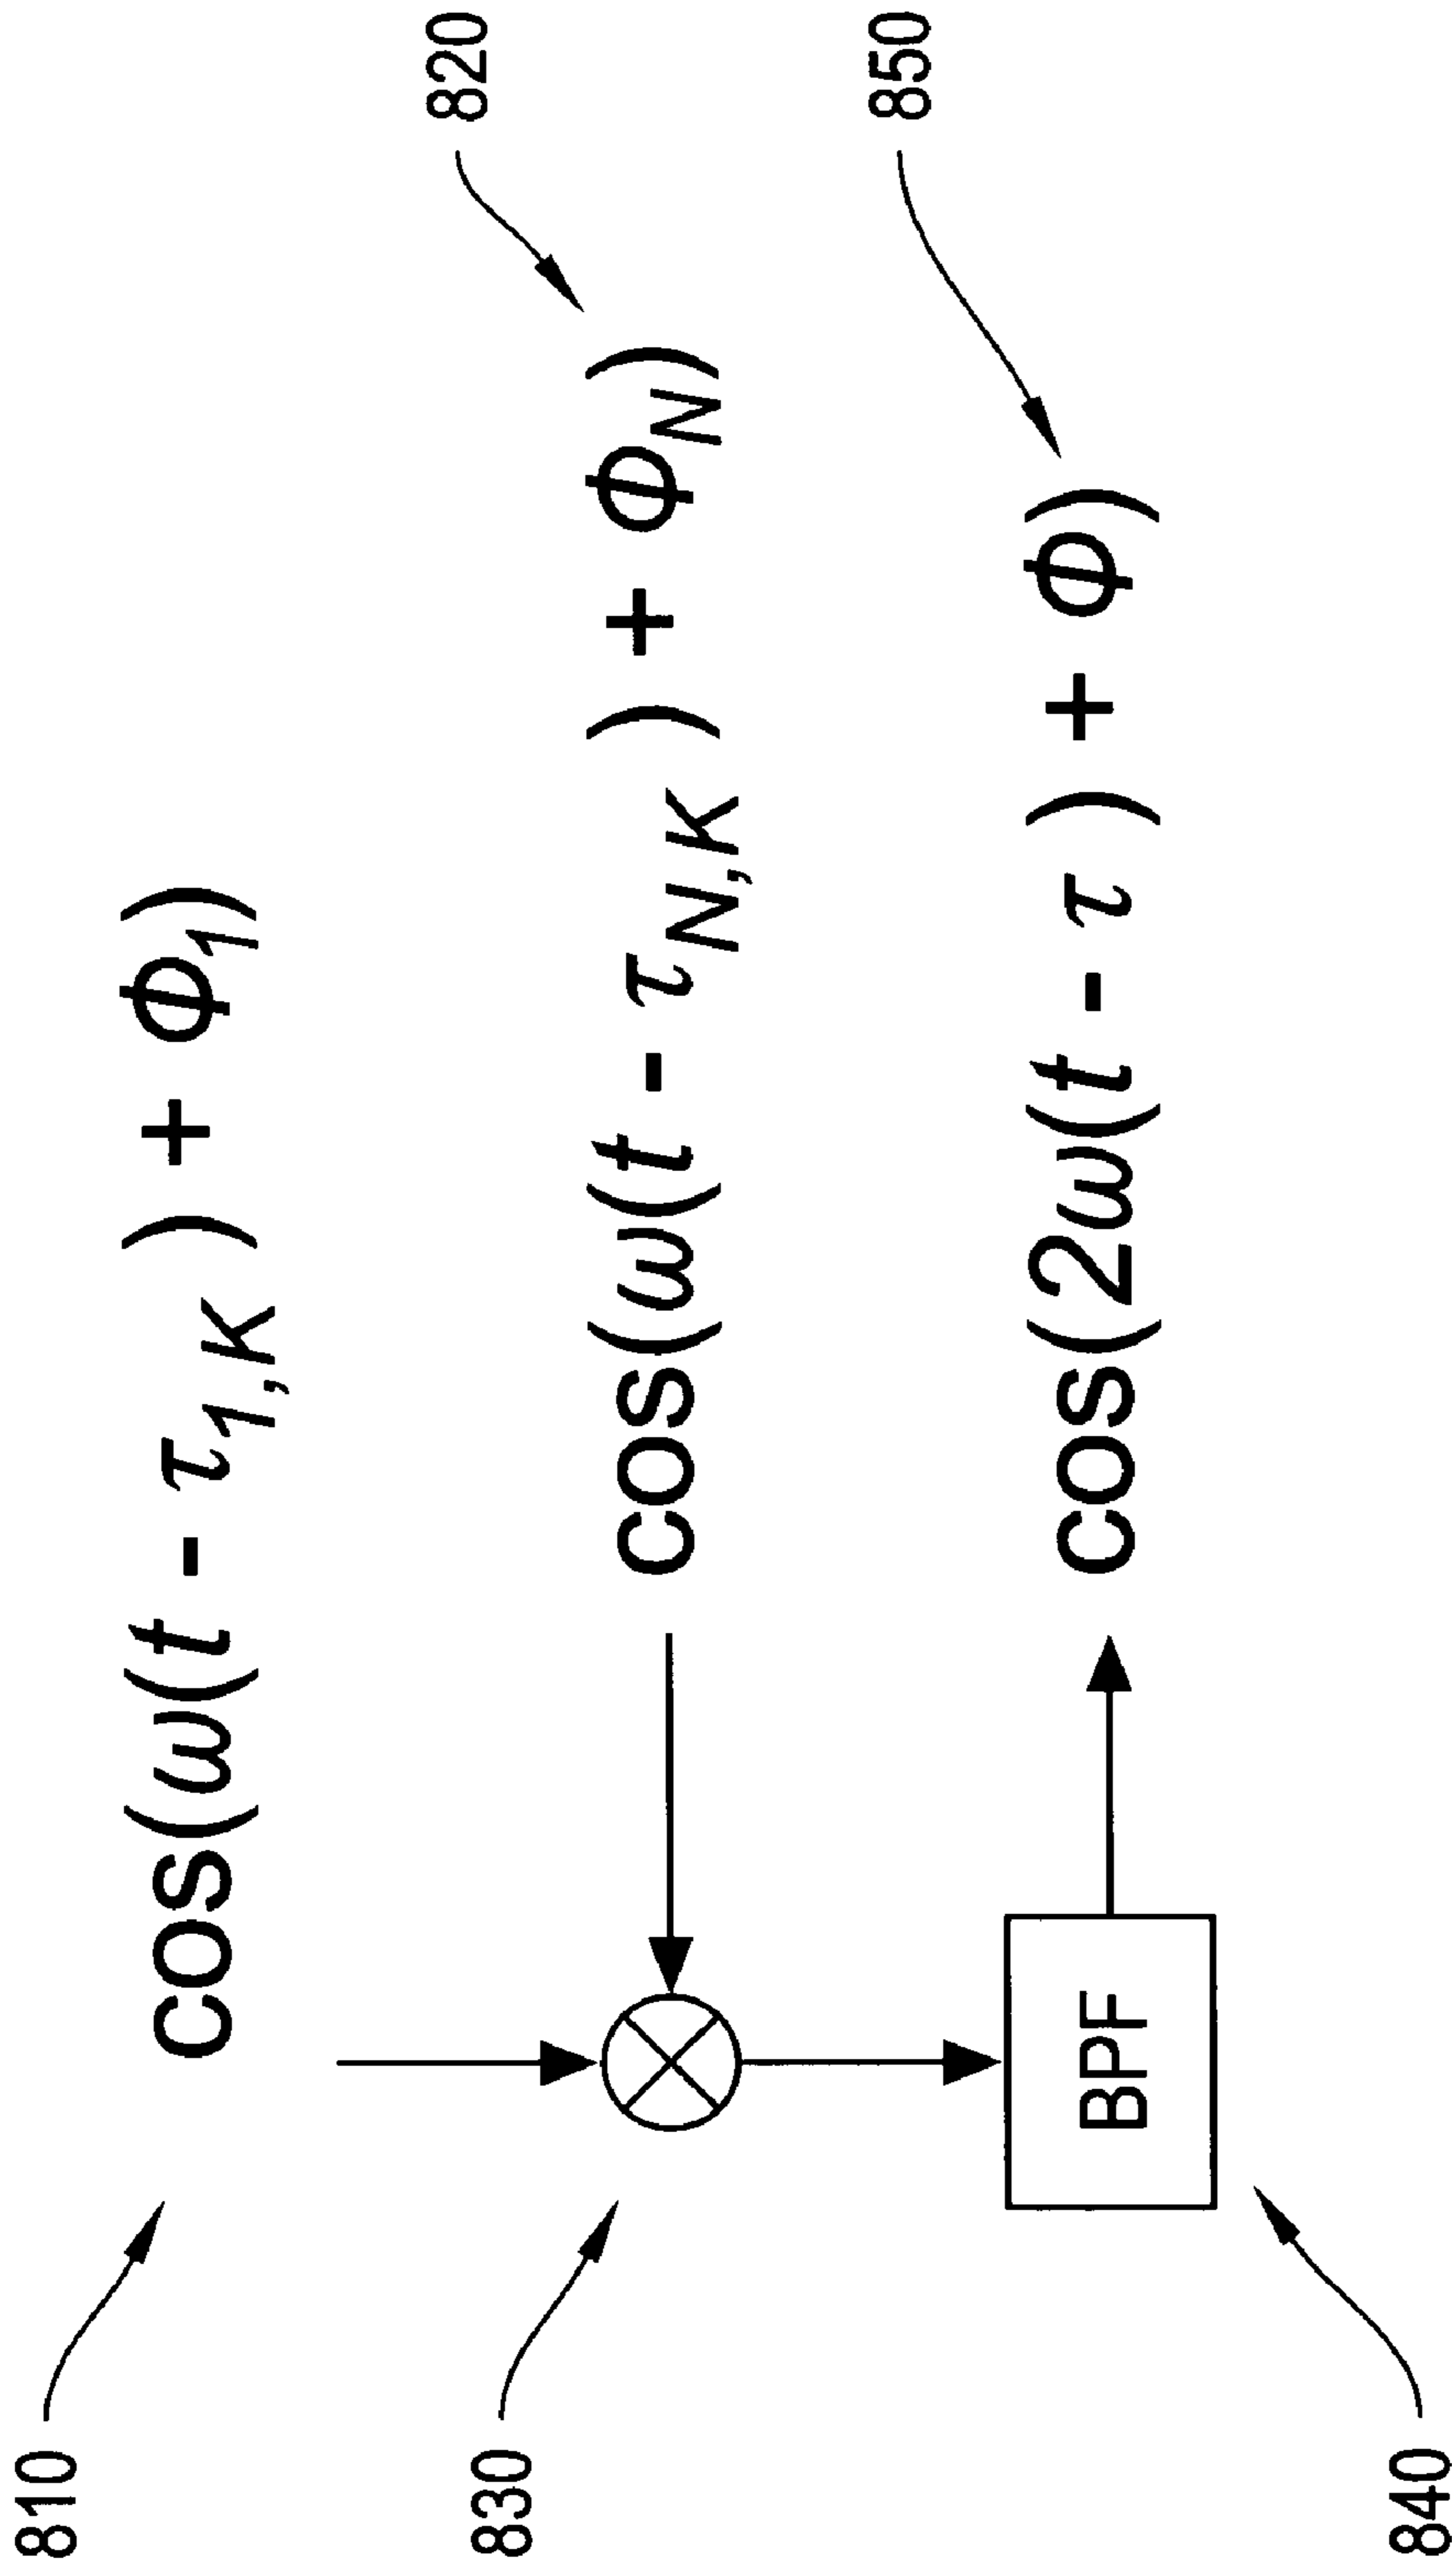 810
cos(ω(t - τ1,K) + ϕ1)
820
830
cos(ω(t - τN,K) + ϕN)
850
BPF
cos(2ω(t - τ) + ϕ)
840